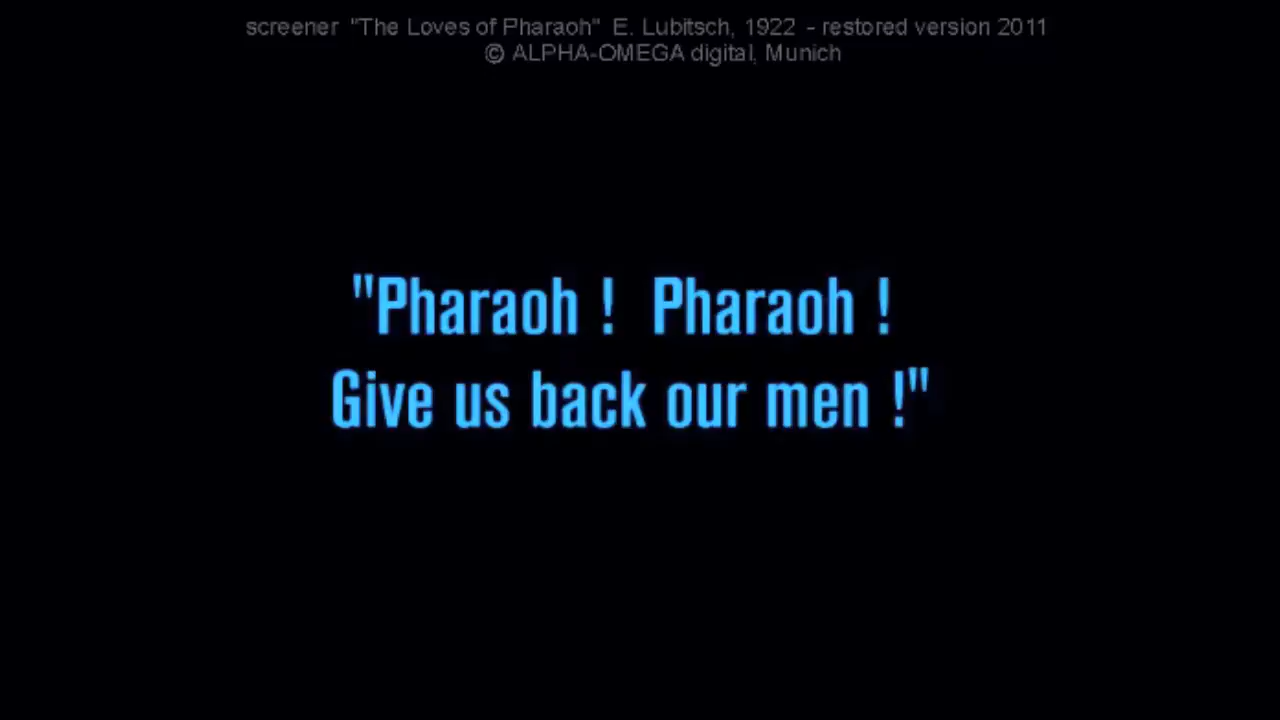 screener "The Loves of Pharaoh" E. Lubitsch, 1922 - restored version 2011
© ALPHA-OMEGA digital, Munich
"Pharaoh ! Pharaoh !
Give us back our men !"